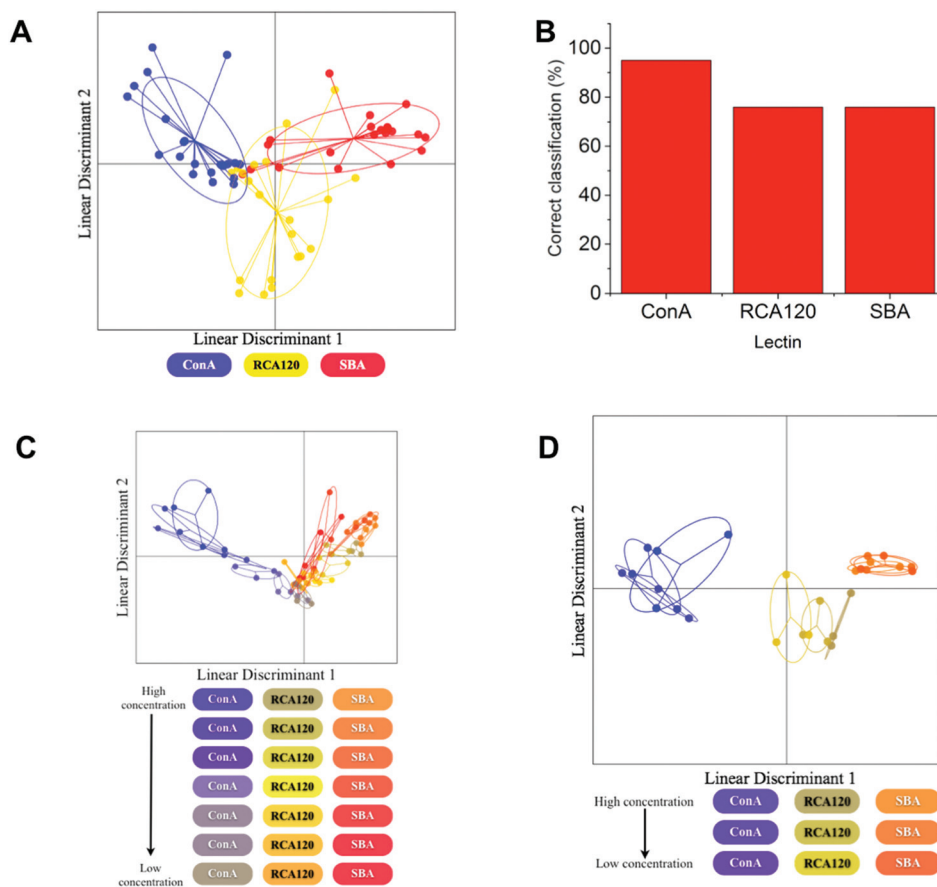 A
Linear Discriminant 2
Linear Discriminant 1
ConA RCA120 SBA
B
Correct classification (%)
100
80
60
40
20
0
ConA RCA120 SBA
Lectin
C
Linear Discriminant 2
Linear Discriminant 1
High
concentration
ConA RCA120 SBA
ConA RCA120 SBA
ConA RCA120 SBA
ConA RCA120 SBA
ConA RCA120 SBA
ConA RCA120 SBA
ConA RCA120 SBA
Low
concentration
D
Linear Discriminant 2
Linear Discriminant 1
High concentration
ConA RCA120 SBA
ConA RCA120 SBA
Low concentration
ConA RCA120 SBA